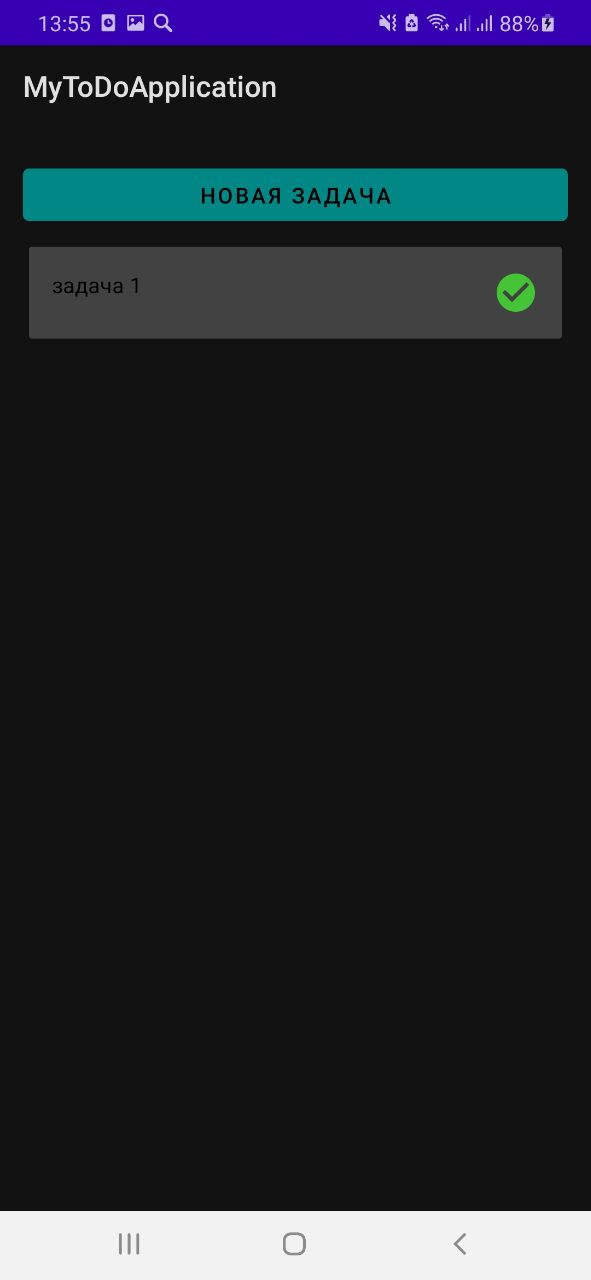 13:55 88%
MyToDoApplication
НОВАЯ ЗАДАЧА
задача 1